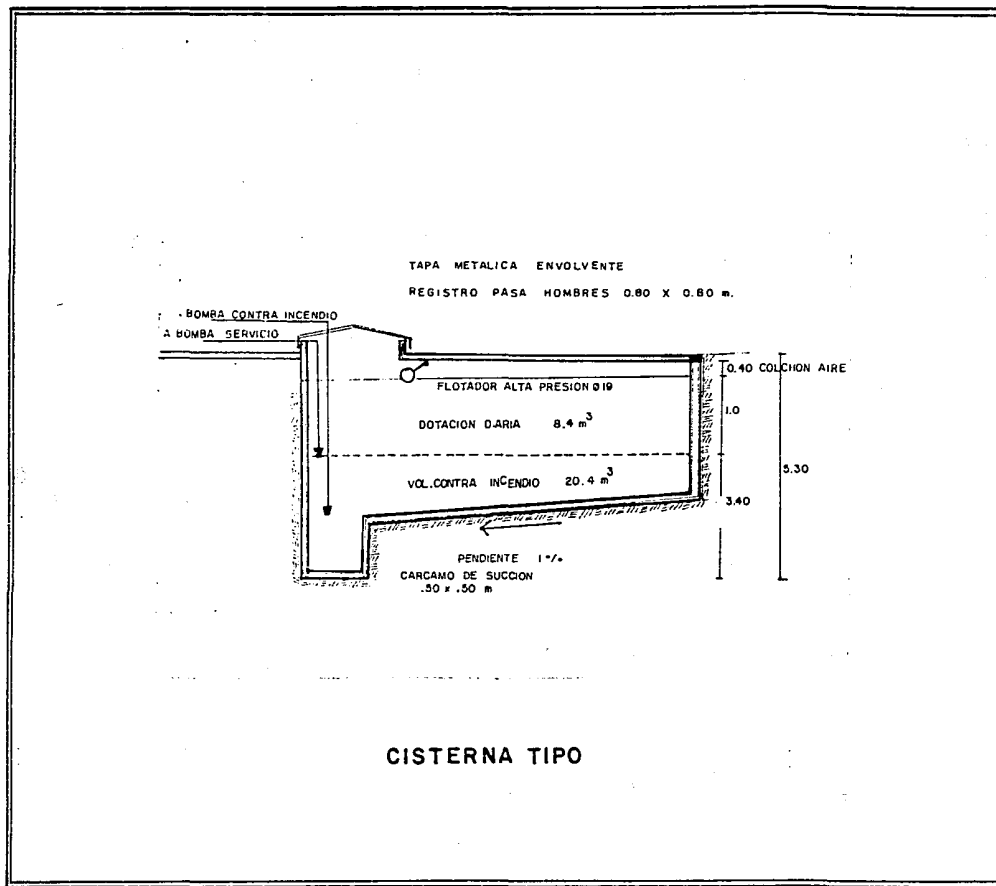 TAPA METALICA ENVOLVENTE
REGISTRO PASA HOMBRES 0.80 X 0.80 m.
BOMBA CONTRA INCENDIO
A BOMBA SERVICIO
0.40 COLCHON AIRE
FLOTADOR ALTA PRESION Ø19
1.0
DOTACION DIARIA 8.4 m³
5.30
VOL.CONTRA INCENDIO 20.4 m³
3.40
PENDIENTE 1%
CARCAMO DE SUCCION
.50 x .50 m
CISTERNA TIPO